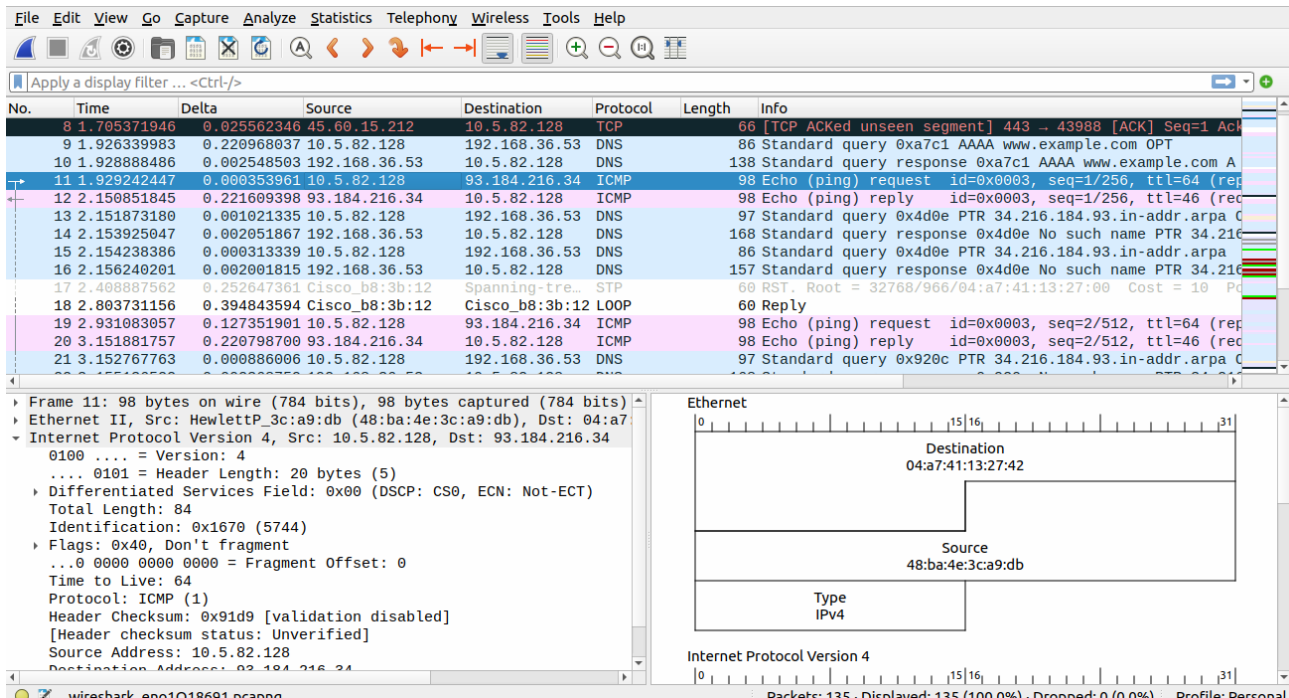 File Edit View Go Capture Analyze Statistics Telephony Wireless Tools Help
Apply a display filter ... <Ctrl-/>
No. Time Delta Source Destination Protocol Length Info
8 1.705371946 0.025562346 45.60.15.212 10.5.82.128 TCP 66 [TCP ACKed unseen segment] 443 → 43988 [ACK] Seq=1 Ack
9 1.926339983 0.220968037 10.5.82.128 192.168.36.53 DNS 86 Standard query 0xa7c1 AAAA www.example.com OPT
10 1.928888486 0.002548503 192.168.36.53 10.5.82.128 DNS 138 Standard query response 0xa7c1 AAAA www.example.com A
11 1.929242447 0.000353961 10.5.82.128 93.184.216.34 ICMP 98 Echo (ping) request id=0x0003, seq=1/256, ttl=64 (rep
12 2.150851845 0.221609398 93.184.216.34 10.5.82.128 ICMP 98 Echo (ping) reply id=0x0003, seq=1/256, ttl=46 (req
13 2.151873180 0.001021335 10.5.82.128 192.168.36.53 DNS 97 Standard query 0x4d0e PTR 34.216.184.93.in-addr.arpa O
14 2.153925047 0.002051867 192.168.36.53 10.5.82.128 DNS 168 Standard query response 0x4d0e No such name PTR 34.216
15 2.154238386 0.000313339 10.5.82.128 192.168.36.53 DNS 86 Standard query 0x4d0e PTR 34.216.184.93.in-addr.arpa
16 2.156240201 0.002001815 192.168.36.53 10.5.82.128 DNS 157 Standard query response 0x4d0e No such name PTR 34.216
17 2.408887562 0.252647361 Cisco_b8:3b:12 Spanning-tre… STP 60 RST. Root = 32768/966/04:a7:41:13:27:00 Cost = 10 Po
18 2.803731156 0.394843594 Cisco_b8:3b:12 Cisco_b8:3b:12 LOOP 60 Reply
19 2.931083057 0.127351901 10.5.82.128 93.184.216.34 ICMP 98 Echo (ping) request id=0x0003, seq=2/512, ttl=64 (rep
20 3.151881757 0.220798700 93.184.216.34 10.5.82.128 ICMP 98 Echo (ping) reply id=0x0003, seq=2/512, ttl=46 (req
21 3.152767763 0.000886006 10.5.82.128 192.168.36.53 DNS 97 Standard query 0x920c PTR 34.216.184.93.in-addr.arpa O
Frame 11: 98 bytes on wire (784 bits), 98 bytes captured (784 bits)
Ethernet II, Src: HewlettP_3c:a9:db (48:ba:4e:3c:a9:db), Dst: 04:a7:
Internet Protocol Version 4, Src: 10.5.82.128, Dst: 93.184.216.34
0100 .... = Version: 4
.... 0101 = Header Length: 20 bytes (5)
Differentiated Services Field: 0x00 (DSCP: CS0, ECN: Not-ECT)
Total Length: 84
Identification: 0x1670 (5744)
Flags: 0x40, Don't fragment
...0 0000 0000 0000 = Fragment Offset: 0
Time to Live: 64
Protocol: ICMP (1)
Header Checksum: 0x91d9 [validation disabled]
[Header checksum status: Unverified]
Source Address: 10.5.82.128
Destination Address: 93.184.216.34
Ethernet
0 15 16 31
Destination
04:a7:41:13:27:42
Source
48:ba:4e:3c:a9:db
Type
IPv4
Internet Protocol Version 4
0 15 16 31
wireshark_eno1Q18691.pcapng Packets: 135 · Displayed: 135 (100.0%) · Dropped: 0 (0.0%) Profile: Personal